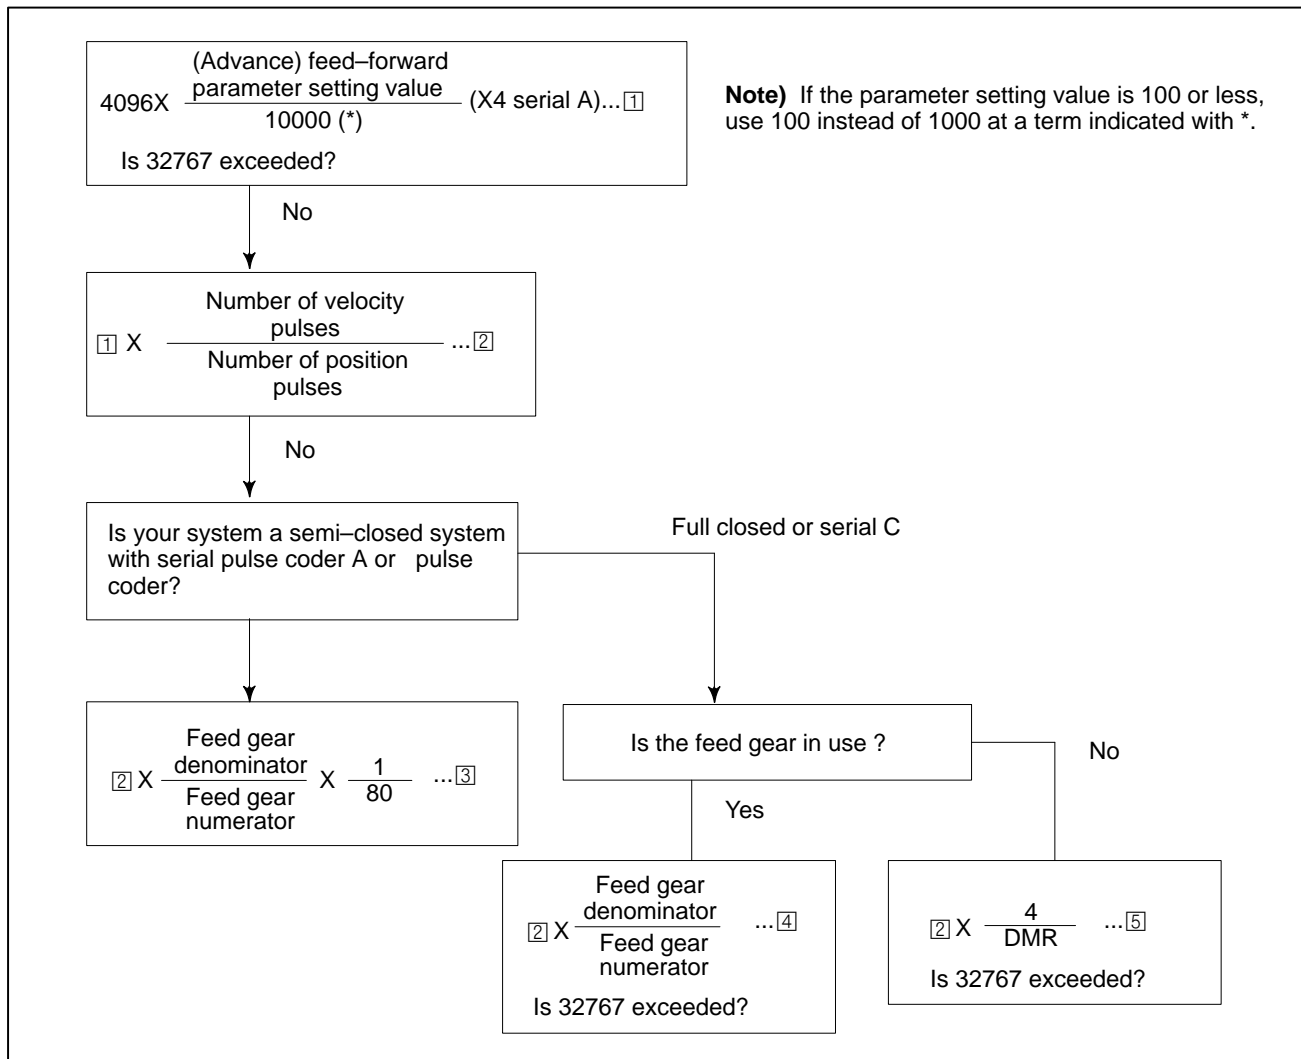 (Advance) feed–forward
parameter setting value
4096X
10000 (*)
(X4 serial A)...1
Is 32767 exceeded?
Note) If the parameter setting value is 100 or less,
use 100 instead of 1000 at a term indicated with *.
No
Number of velocity
pulses
1 X
...2
Number of position
pulses
No
Is your system a semi–closed system
with serial pulse coder A or pulse
coder?
Full closed or serial C
Feed gear
denominator
2 X
Feed gear
numerator
X
1
80
...3
Is the feed gear in use ?
No
Yes
Feed gear
denominator
2 X
...4
Feed gear
numerator
Is 32767 exceeded?
2 X
4
DMR
...5
Is 32767 exceeded?